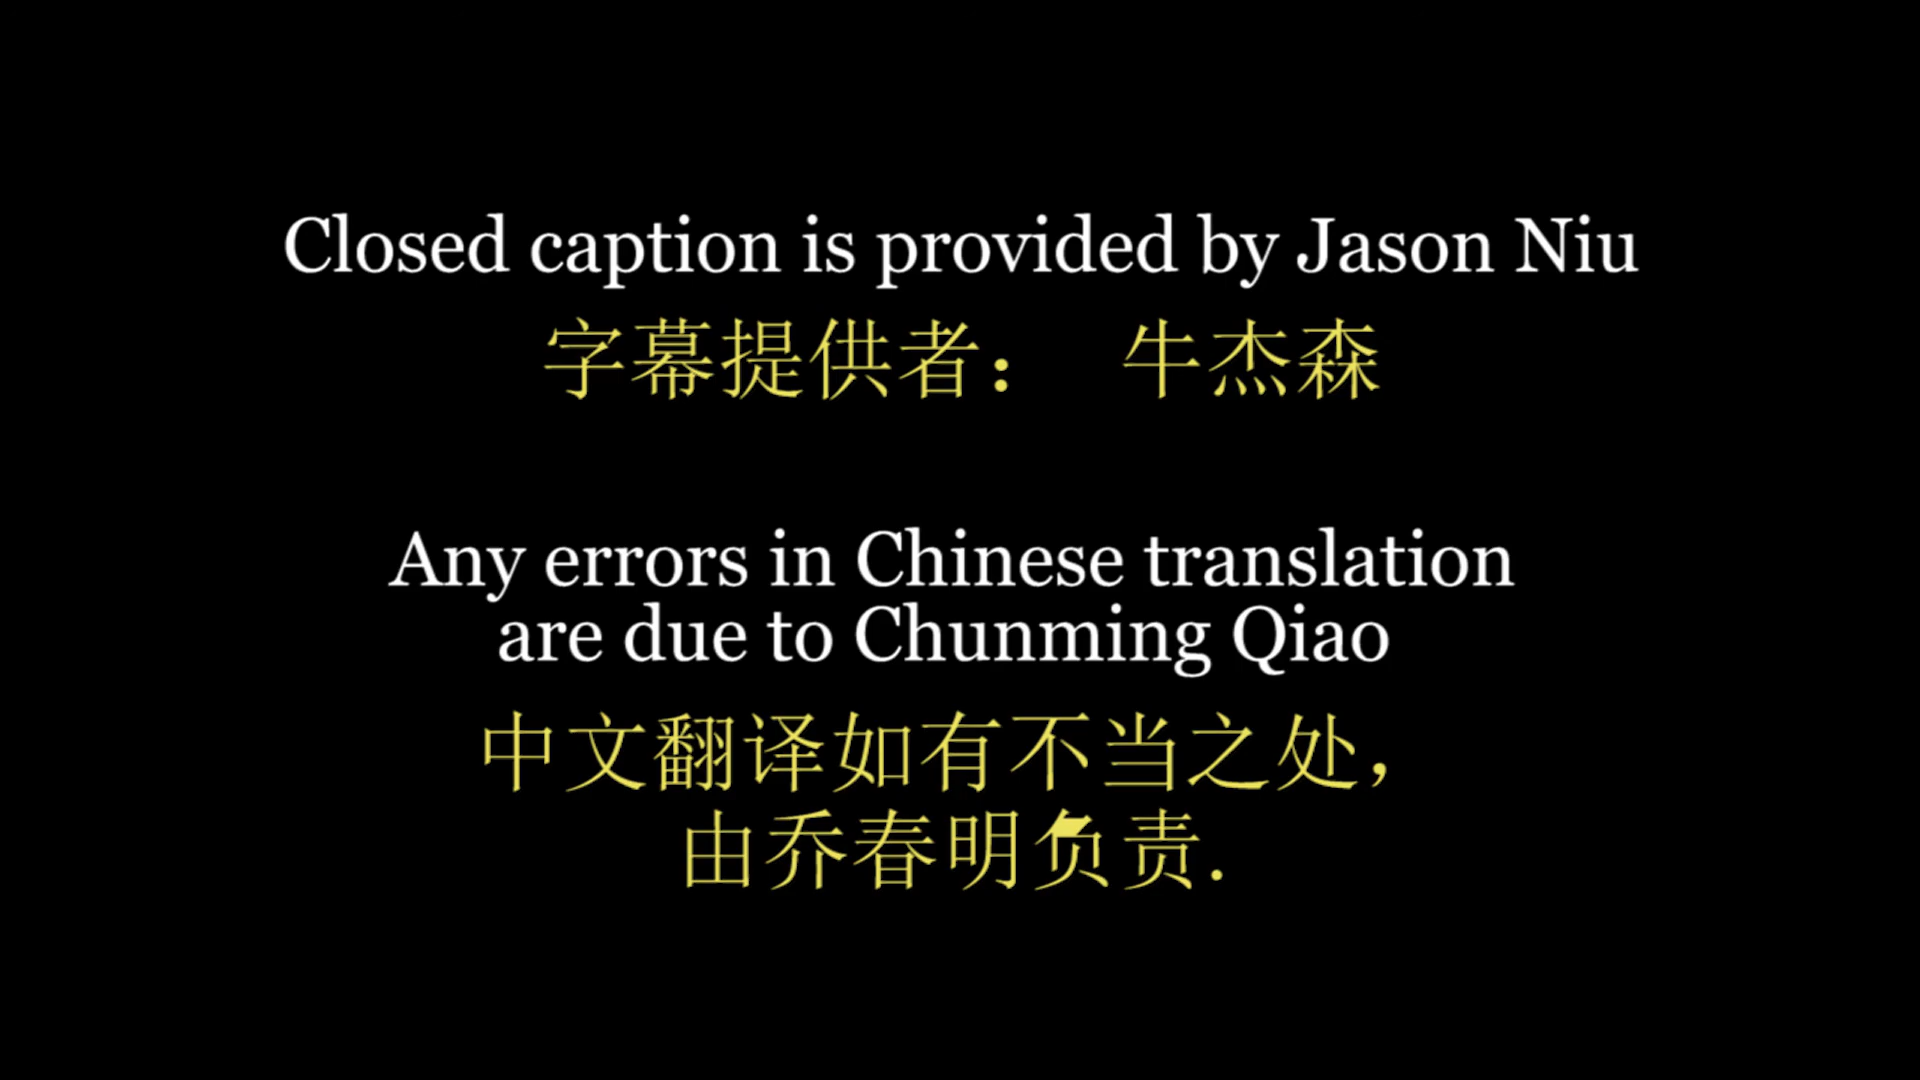 Closed caption is provided by Jason Niu
字幕提供者： 牛杰森
Any errors in Chinese translation
are due to Chunming Qiao
中文翻译如有不当之处，
由乔春明负责.